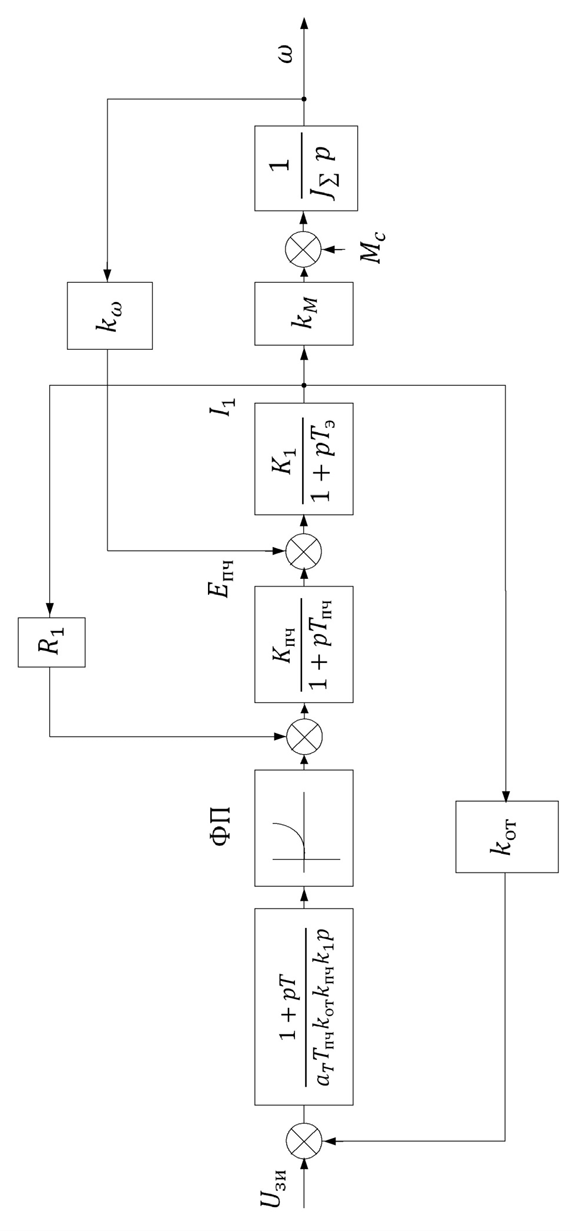 U_зи
1 + pT
a_T T_пч k_от k_пч k_1 p
ФП
R_1
K_пч
1 + pT_пч
E_пч
K_1
1 + pT_э
I_1
k_ω
k_M
M_c
1
J_Σ p
ω
k_от